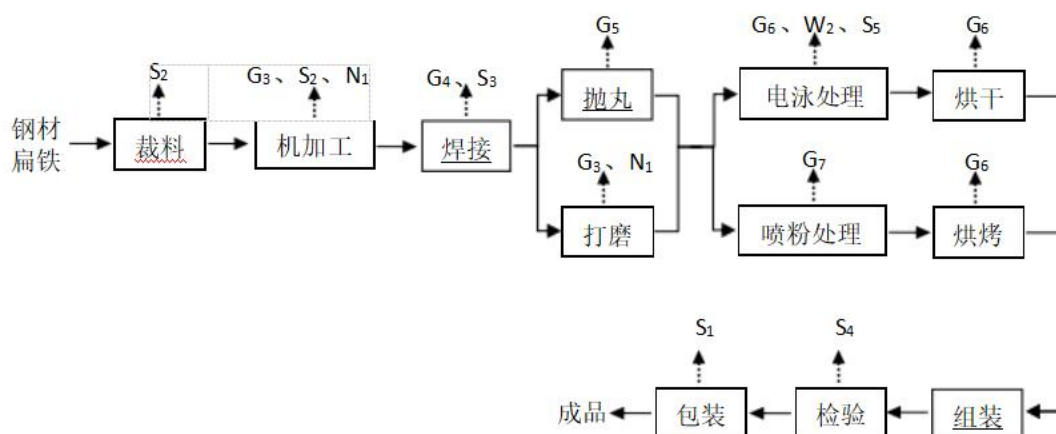 G₅
G₆、W₂、S₅
G₆
S₂
G₃、S₂、N₁
G₄、S₃
抛丸
电泳处理
烘干
钢材
扁铁
裁料
机加工
焊接
G₃、N₁
G₇
G₆
打磨
喷粉处理
烘烤
S₁
S₄
成品
包装
检验
组装